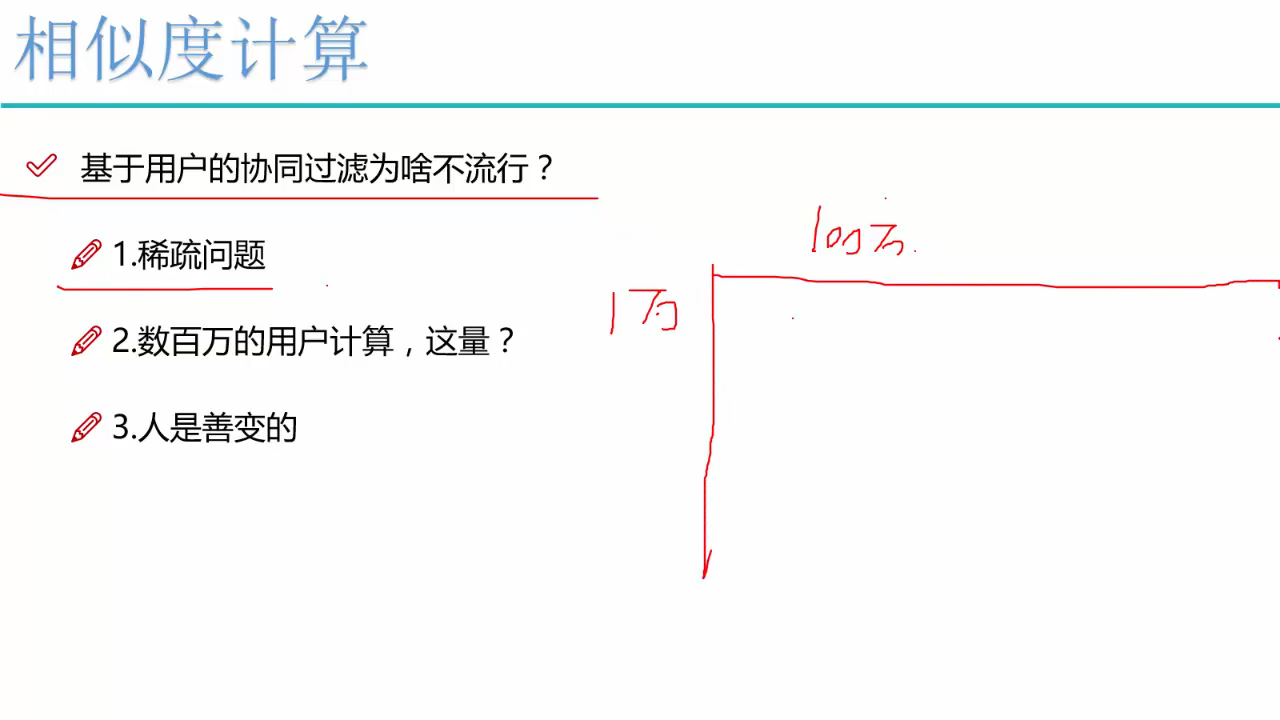 相似度计算
基于用户的协同过滤为啥不流行？
1.稀疏问题
2.数百万的用户计算，这量？
3.人是善变的
100万
1万